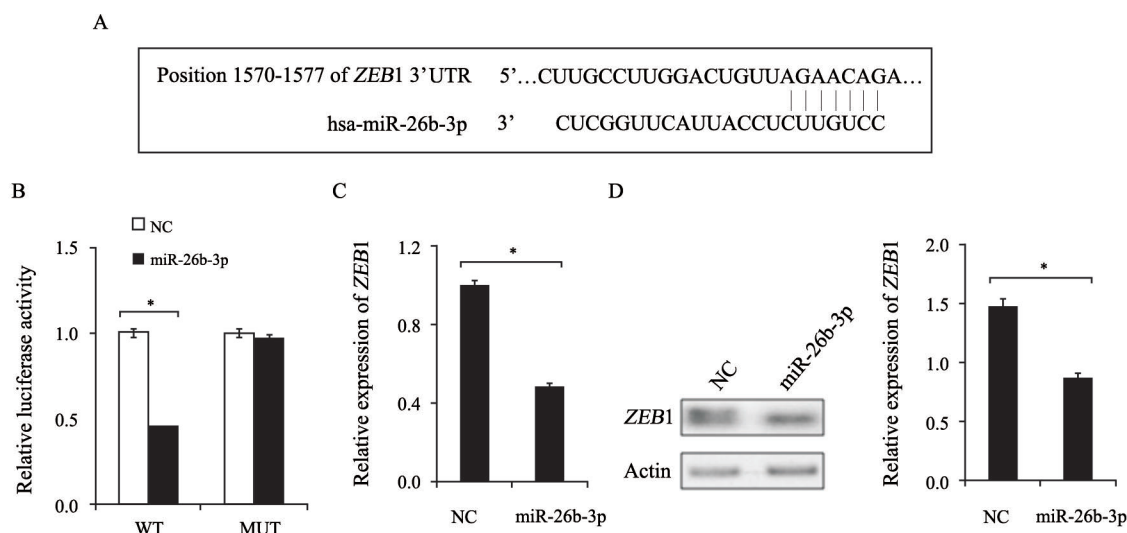 A
Position 1570-1577 of ZEB1 3’UTR 5’…CUUGCCUUGGACUGUUAGAACAGA…
hsa-miR-26b-3p 3’ CUCGGUUCAUUACCUCUUGUCC
B
NC
miR-26b-3p
Relative luciferase activity
1.5
1.0
0.5
0.0
*
WT MUT
C
Relative expression of ZEB1
1.2
0.8
0.4
0.0
*
NC miR-26b-3p
D
NC miR-26b-3p
ZEB1
Actin
Relative expression of ZEB1
2.0
1.5
1.0
0.5
0.0
*
NC miR-26b-3p